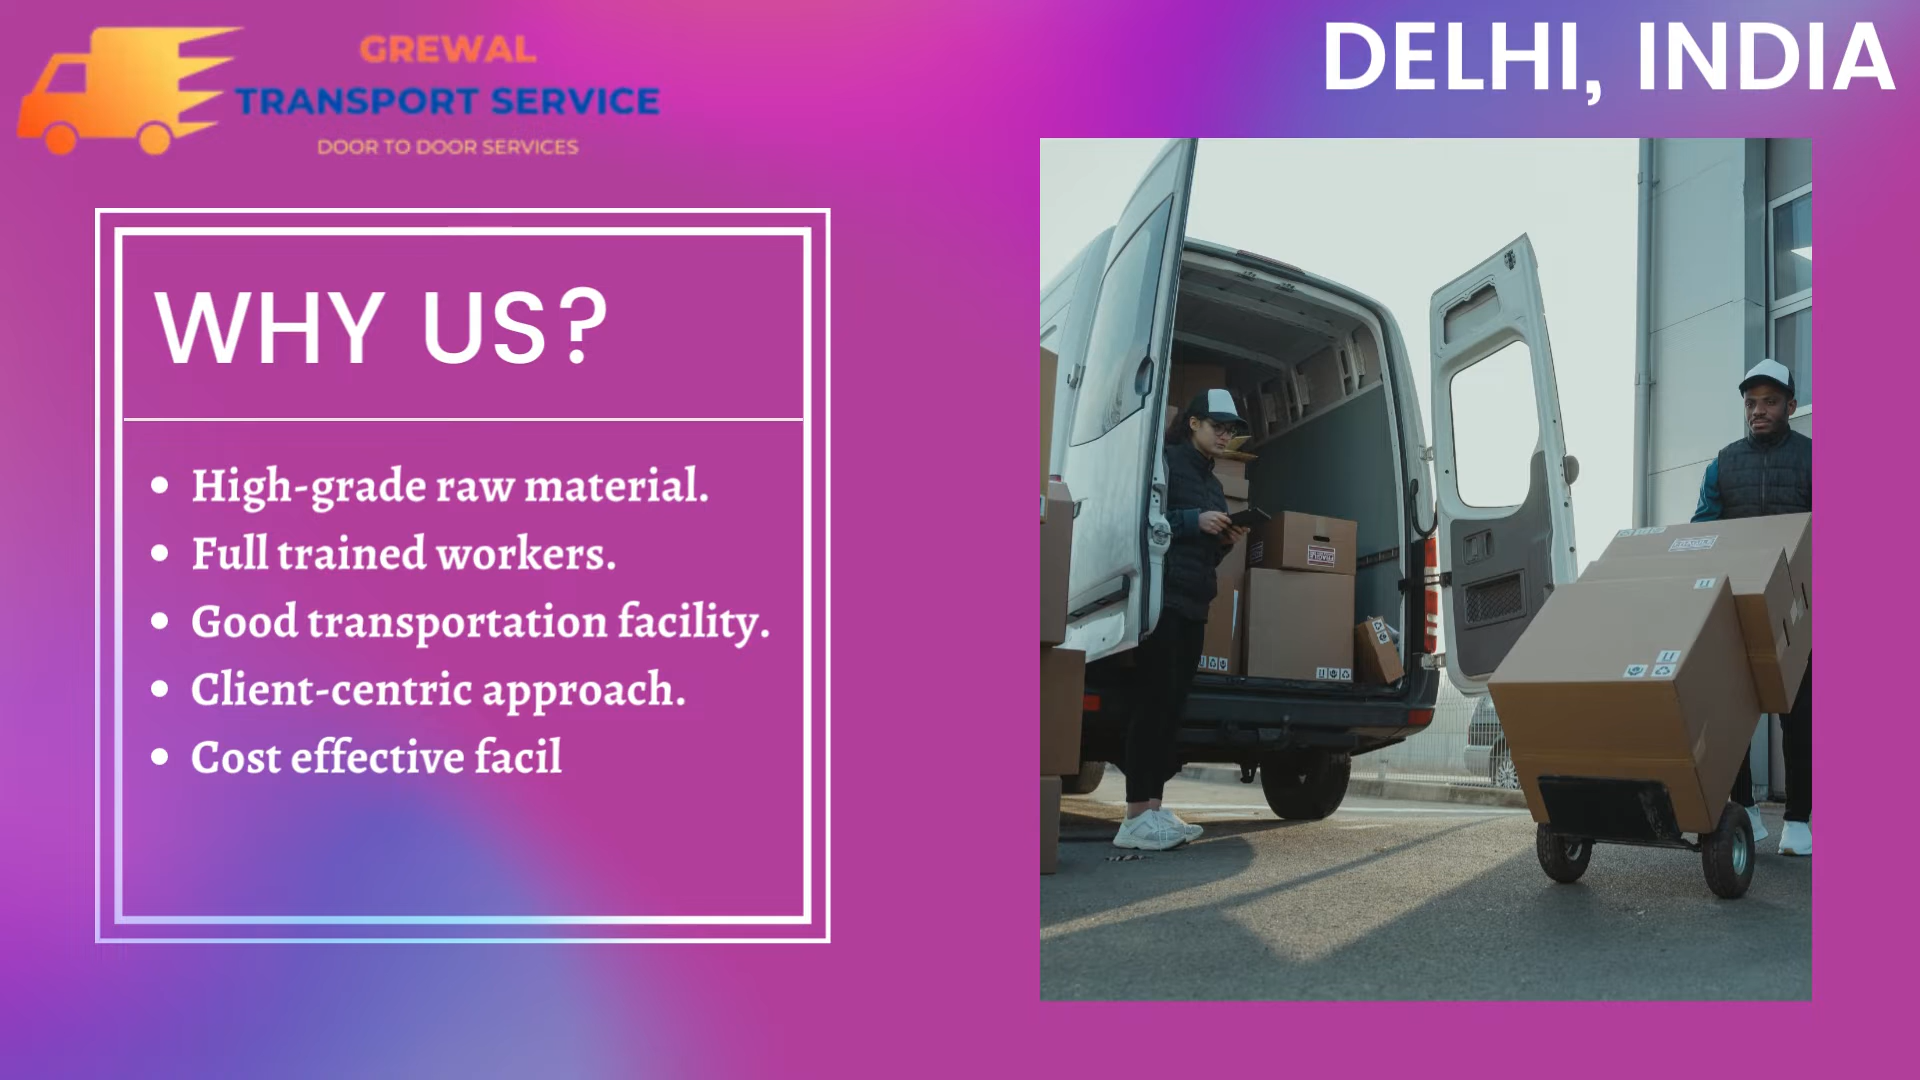 GREWAL
TRANSPORT SERVICE
DOOR TO DOOR SERVICES
DELHI, INDIA
WHY US?
• High-grade raw material.
• Full trained workers.
• Good transportation facility.
• Client-centric approach.
• Cost effective facil
FRAGILE